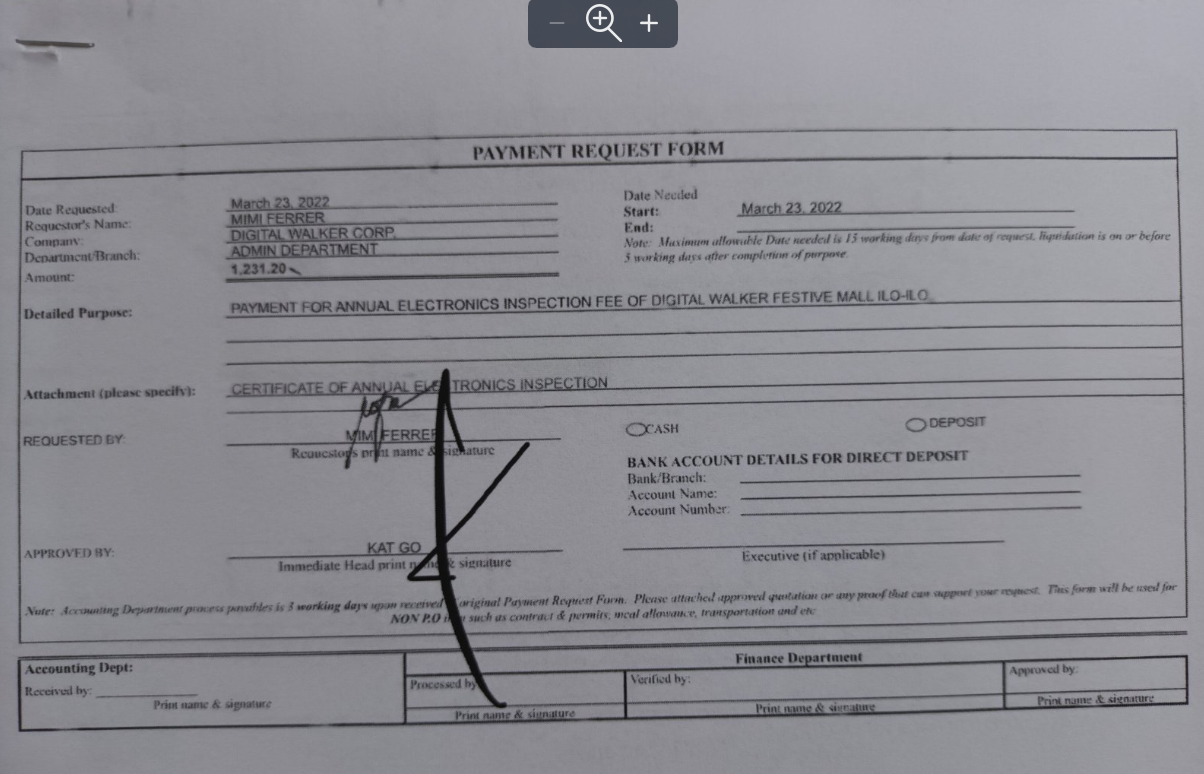 PAYMENT REQUEST FORM
Date Requested: March 23, 2022
Requestor's Name: MIMI FERRER
Company: DIGITAL WALKER CORP.
Department/Branch: ADMIN DEPARTMENT
Amount: 1,231.20
Date Needed
Start: March 23, 2022
End:
Note: Maximum allowable Date needed is 15 working days from date of request, liquidation is on or before
5 working days after completion of purpose.
Detailed Purpose: PAYMENT FOR ANNUAL ELECTRONICS INSPECTION FEE OF DIGITAL WALKER FESTIVE MALL ILO-ILO
Attachment (please specify): CERTIFICATE OF ANNUAL ELECTRONICS INSPECTION
REQUESTED BY: MIMI FERRER
Requestor's print name & signature
CASH DEPOSIT
BANK ACCOUNT DETAILS FOR DIRECT DEPOSIT
Bank/Branch:
Account Name:
Account Number:
APPROVED BY: KAT GO
Immediate Head print name & signature
Executive (if applicable)
Note: Accounting Department process payables is 3 working days upon received original Payment Request Form. Please attached approved quotation or any proof that can support your request. This form will be used for
NON P.O such as contract & permits, meal allowance, transportation and etc
Accounting Dept:
Received by:
Print name & signature
Finance Department
Processed by
Print name & signature
Verified by:
Print name & signature
Approved by:
Print name & signature